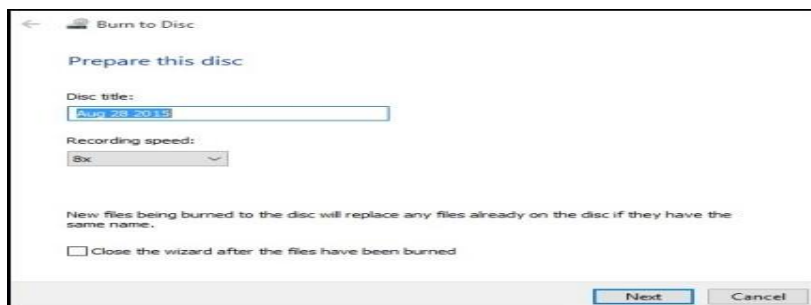 Burn to Disc
Prepare this disc
Disc title:
Aug 28 2015
Recording speed:
8x
New files being burned to the disc will replace any files already on the disc if they have the
same name.
Close the wizard after the files have been burned
Next Cancel